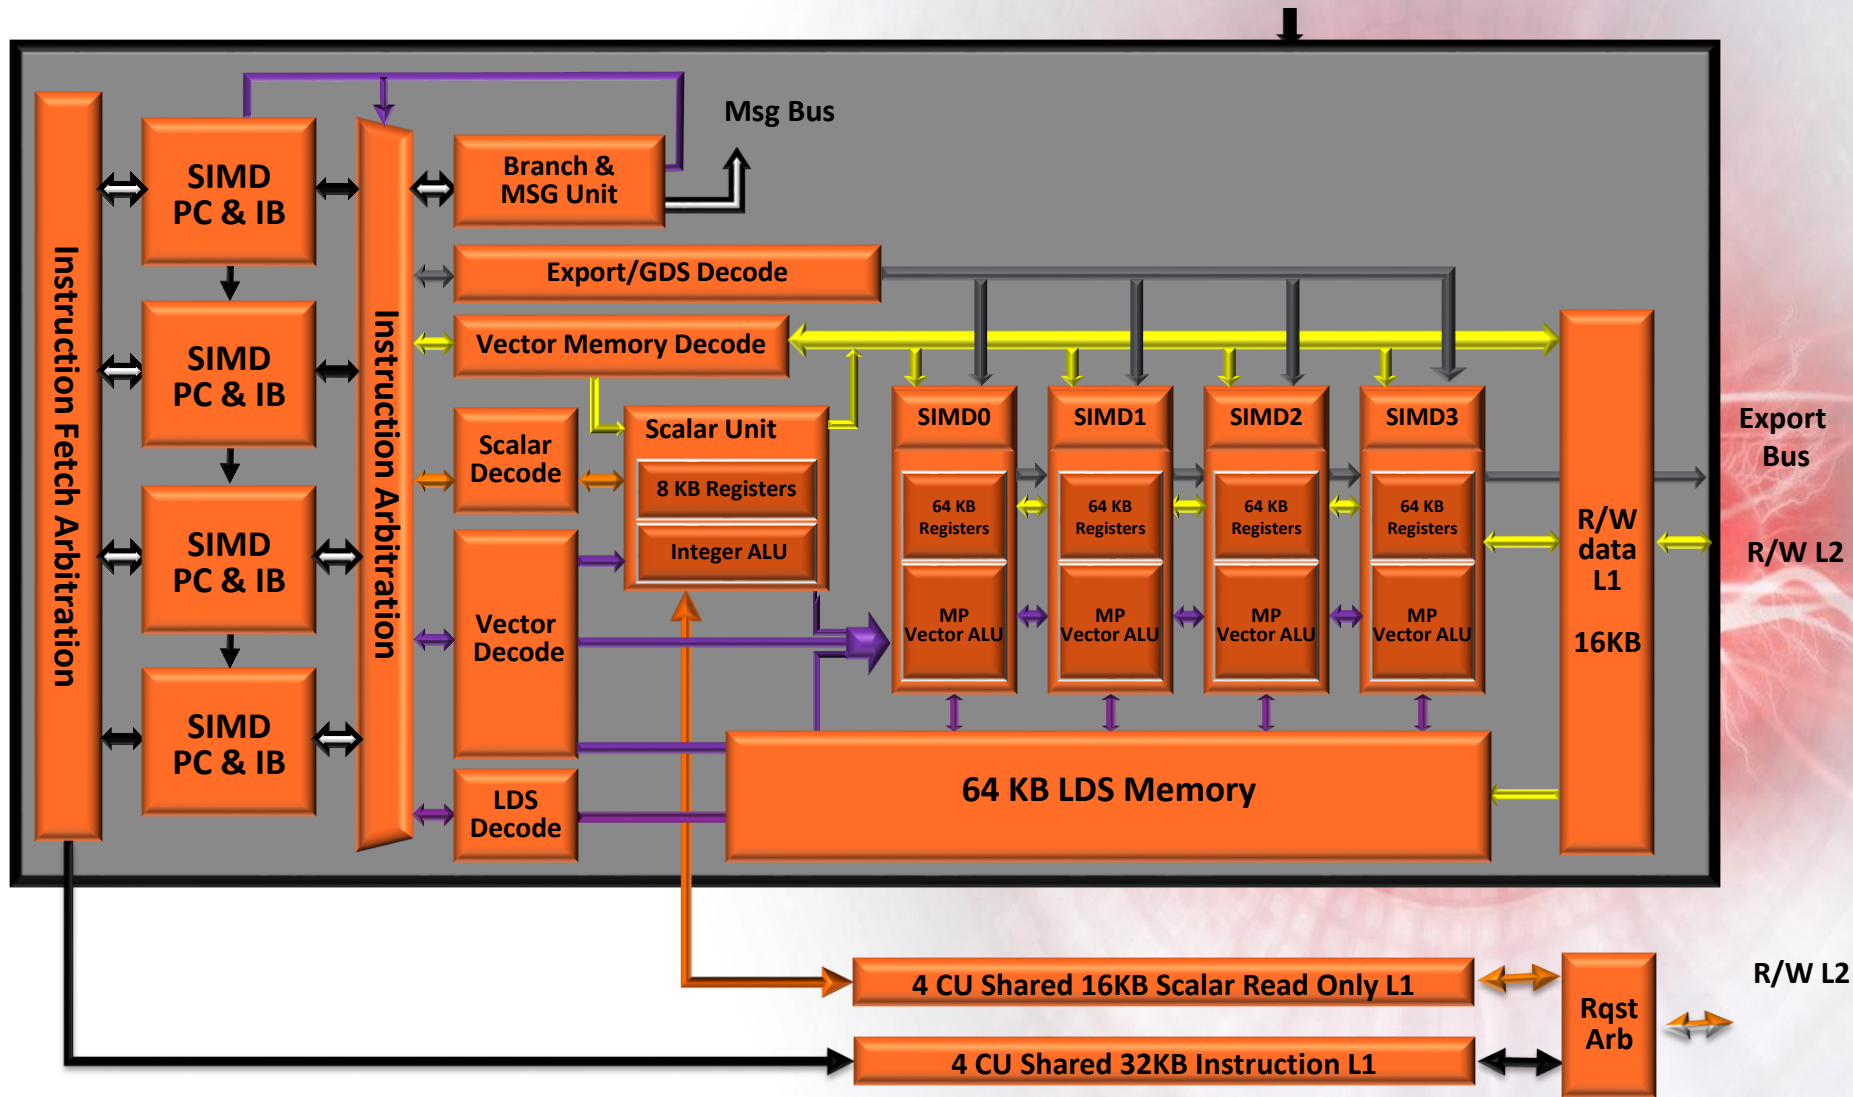 Msg Bus
Instruction Fetch Arbitration
SIMD
PC & IB
SIMD
PC & IB
SIMD
PC & IB
SIMD
PC & IB
Instruction Arbitration
Branch &
MSG Unit
Export/GDS Decode
Vector Memory Decode
Scalar
Decode
Scalar Unit
8 KB Registers
Integer ALU
Vector
Decode
LDS
Decode
SIMD0
64 KB
Registers
MP
Vector ALU
SIMD1
64 KB
Registers
MP
Vector ALU
SIMD2
64 KB
Registers
MP
Vector ALU
SIMD3
64 KB
Registers
MP
Vector ALU
64 KB LDS Memory
R/W
data
L1
16KB
Export
Bus
R/W L2
4 CU Shared 16KB Scalar Read Only L1
4 CU Shared 32KB Instruction L1
Rqst
Arb
R/W L2